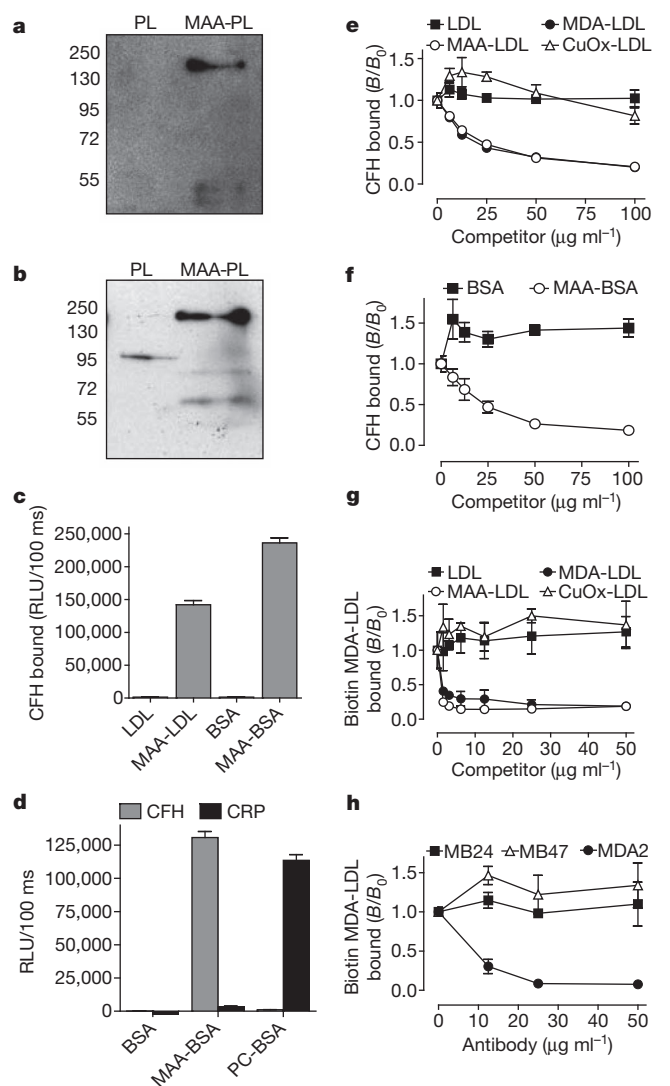 a
PL MAA-PL
250
130
95
72
55
b
PL MAA-PL
250
130
95
72
55
c
CFH bound (RLU/100 ms)
250,000
200,000
150,000
100,000
50,000
0
LDL
MAA-LDL
BSA
MAA-BSA
d
CFH CRP
RLU/100 ms
125,000
100,000
75,000
50,000
25,000
0
BSA
MAA-BSA
PC-BSA
e
LDL MDA-LDL
MAA-LDL CuOx-LDL
CFH bound (B/B0)
1.5
1.0
0.5
0.0
0 25 50 75 100
Competitor (μg ml–1)
f
BSA MAA-BSA
CFH bound (B/B0)
1.5
1.0
0.5
0.0
0 25 50 75 100
Competitor (μg ml–1)
g
LDL MDA-LDL
MAA-LDL CuOx-LDL
Biotin MDA-LDL
bound (B/B0)
1.5
1.0
0.5
0.0
0 10 20 30 40 50
Competitor (μg ml–1)
h
MB24 MB47 MDA2
Biotin MDA-LDL
bound (B/B0)
1.5
1.0
0.5
0.0
0 10 20 30 40 50
Antibody (μg ml–1)